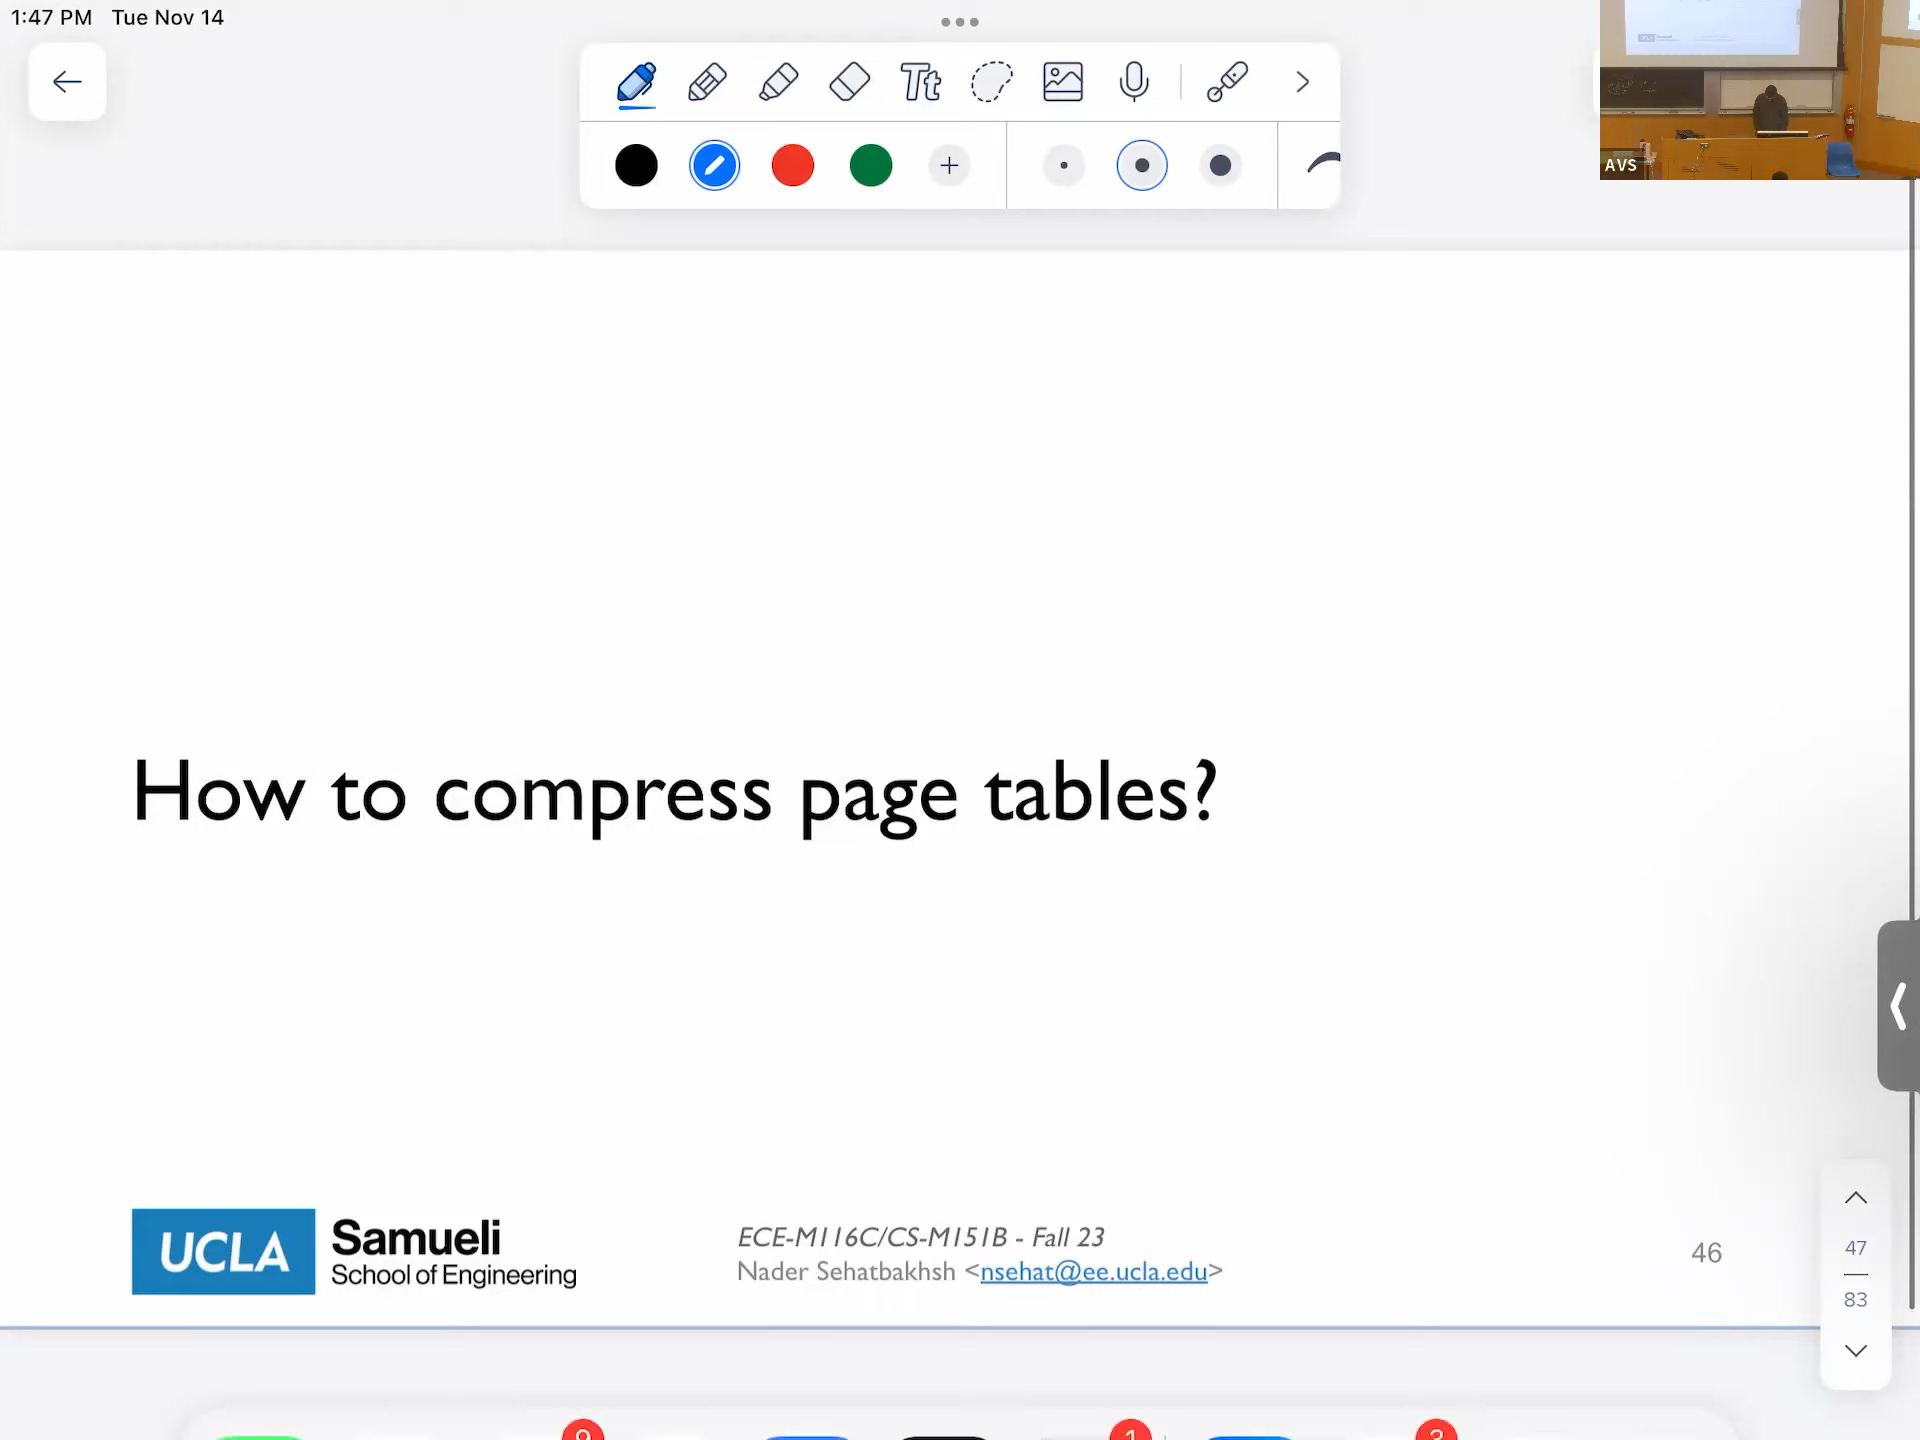 1:47 PM Tue Nov 14
Tt
AVS
How to compress page tables?
UCLA
Samueli
School of Engineering
ECE-M116C/CS-M151B - Fall 23
Nader Sehatbakhsh <nsehat@ee.ucla.edu>
46
47
83